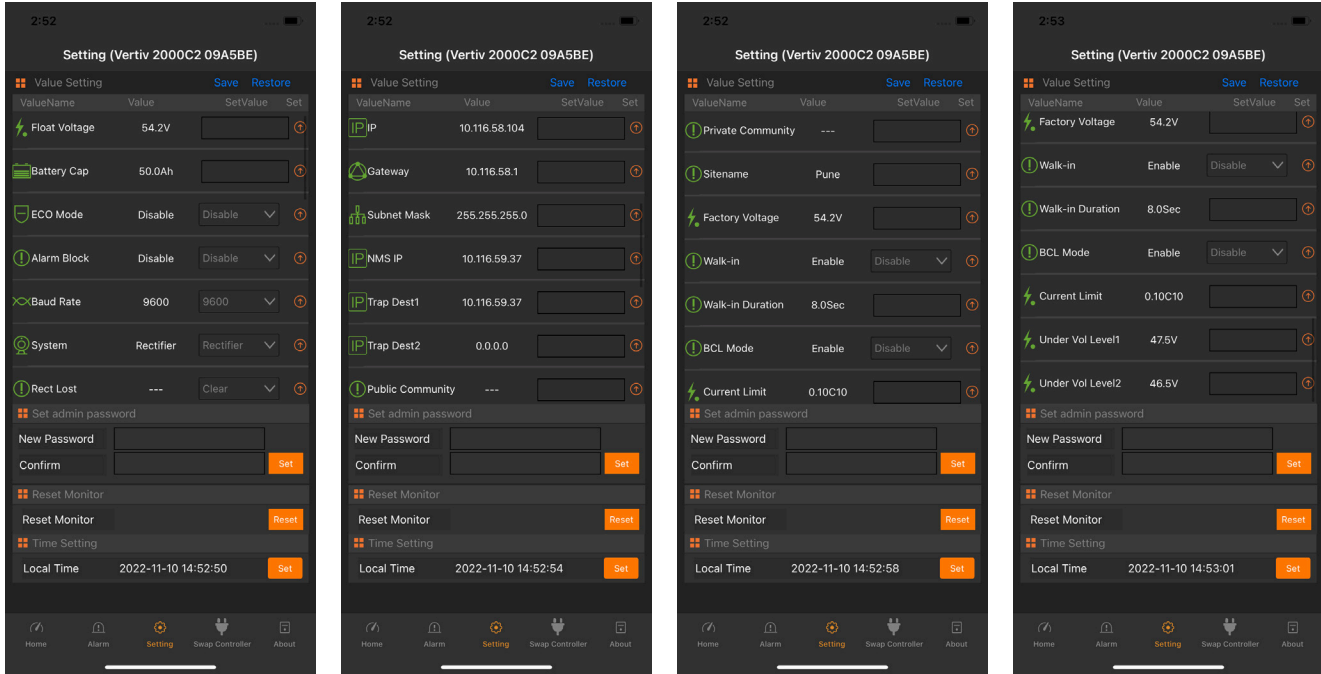 2:52
Setting (Vertiv 2000C2 09A5BE)
Value Setting Save Restore
ValueName Value SetValue Set
Float Voltage 54.2V
Battery Cap 50.0Ah
ECO Mode Disable Disable
Alarm Block Disable Disable
Baud Rate 9600 9600
System Rectifier Rectifier
Rect Lost --- Clear
Set admin password
New Password
Confirm Set
Reset Monitor
Reset Monitor Reset
Time Setting
Local Time 2022-11-10 14:52:50 Set
Home Alarm Setting Swap Controller About
2:52
Setting (Vertiv 2000C2 09A5BE)
Value Setting Save Restore
ValueName Value SetValue Set
IP IP 10.116.58.104
Gateway 10.116.58.1
Subnet Mask 255.255.255.0
IP NMS IP 10.116.59.37
IP Trap Dest1 10.116.59.37
IP Trap Dest2 0.0.0.0
Public Community ---
Set admin password
New Password
Confirm Set
Reset Monitor
Reset Monitor Reset
Time Setting
Local Time 2022-11-10 14:52:54 Set
Home Alarm Setting Swap Controller About
2:52
Setting (Vertiv 2000C2 09A5BE)
Value Setting Save Restore
ValueName Value SetValue Set
Private Community ---
Sitename Pune
Factory Voltage 54.2V
Walk-in Enable Disable
Walk-in Duration 8.0Sec
BCL Mode Enable Disable
Current Limit 0.10C10
Set admin password
New Password
Confirm Set
Reset Monitor
Reset Monitor Reset
Time Setting
Local Time 2022-11-10 14:52:58 Set
Home Alarm Setting Swap Controller About
2:53
Setting (Vertiv 2000C2 09A5BE)
Value Setting Save Restore
ValueName Value SetValue Set
Factory Voltage 54.2V
Walk-in Enable Disable
Walk-in Duration 8.0Sec
BCL Mode Enable Disable
Current Limit 0.10C10
Under Vol Level1 47.5V
Under Vol Level2 46.5V
Set admin password
New Password
Confirm Set
Reset Monitor
Reset Monitor Reset
Time Setting
Local Time 2022-11-10 14:53:01 Set
Home Alarm Setting Swap Controller About